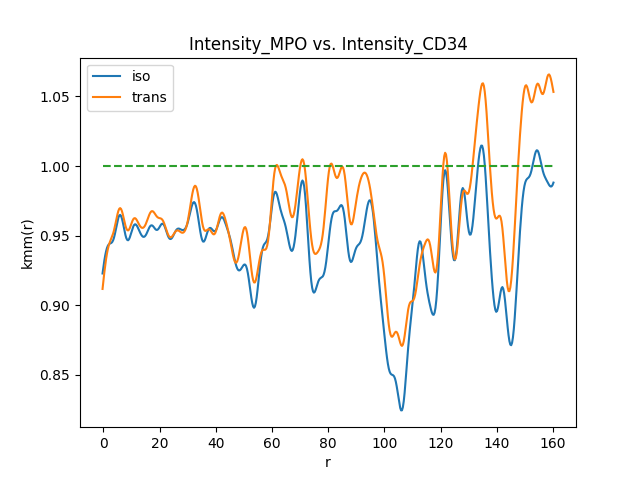 Intensity_MPO vs. Intensity_CD34
iso
trans
1.05
1.00
0.95
0.90
0.85
kmm(r)
0 20 40 60 80 100 120 140 160
r